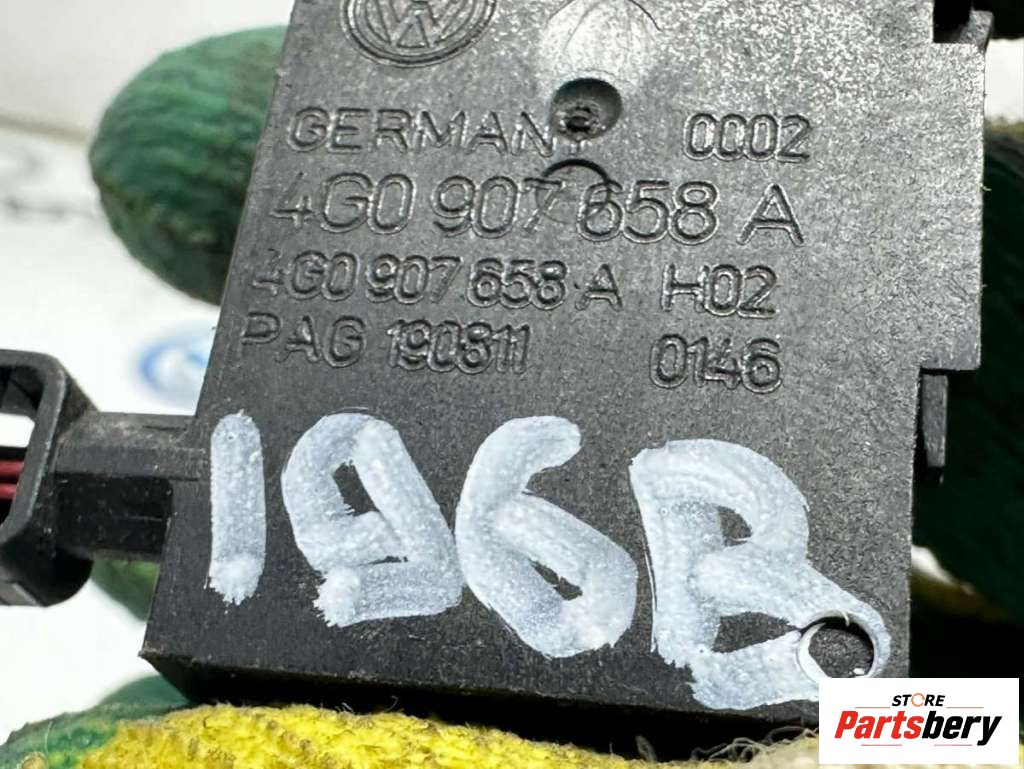 GERMANY 0002
4G0 907 658 A
4G0 907 658 A H02
PAG 190811 0146
196B
STORE
Partsbery